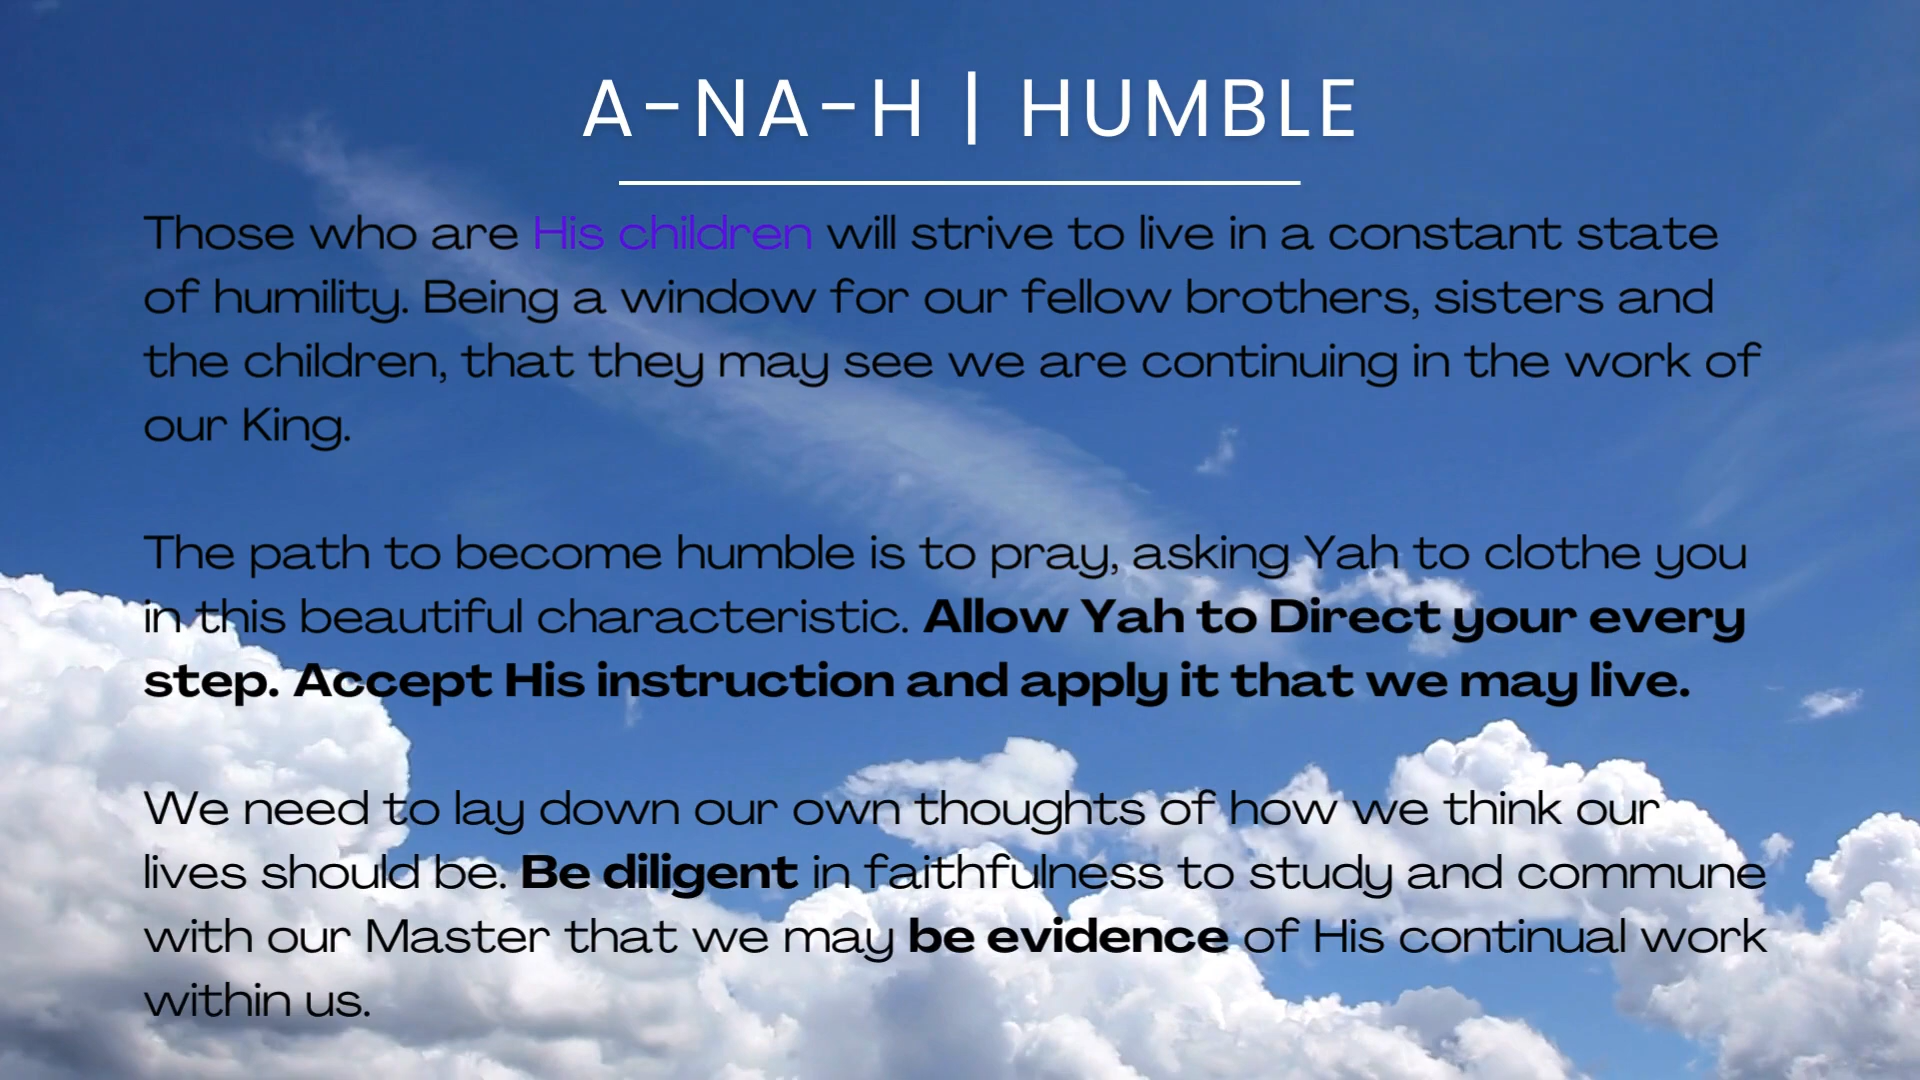 A-NA-H | HUMBLE
Those who are His children will strive to live in a constant state
of humility. Being a window for our fellow brothers, sisters and
the children, that they may see we are continuing in the work of
our King.
The path to become humble is to pray, asking Yah to clothe you
in this beautiful characteristic. Allow Yah to Direct your every
step. Accept His instruction and apply it that we may live.
We need to lay down our own thoughts of how we think our
lives should be. Be diligent in faithfulness to study and commune
with our Master that we may be evidence of His continual work
within us.